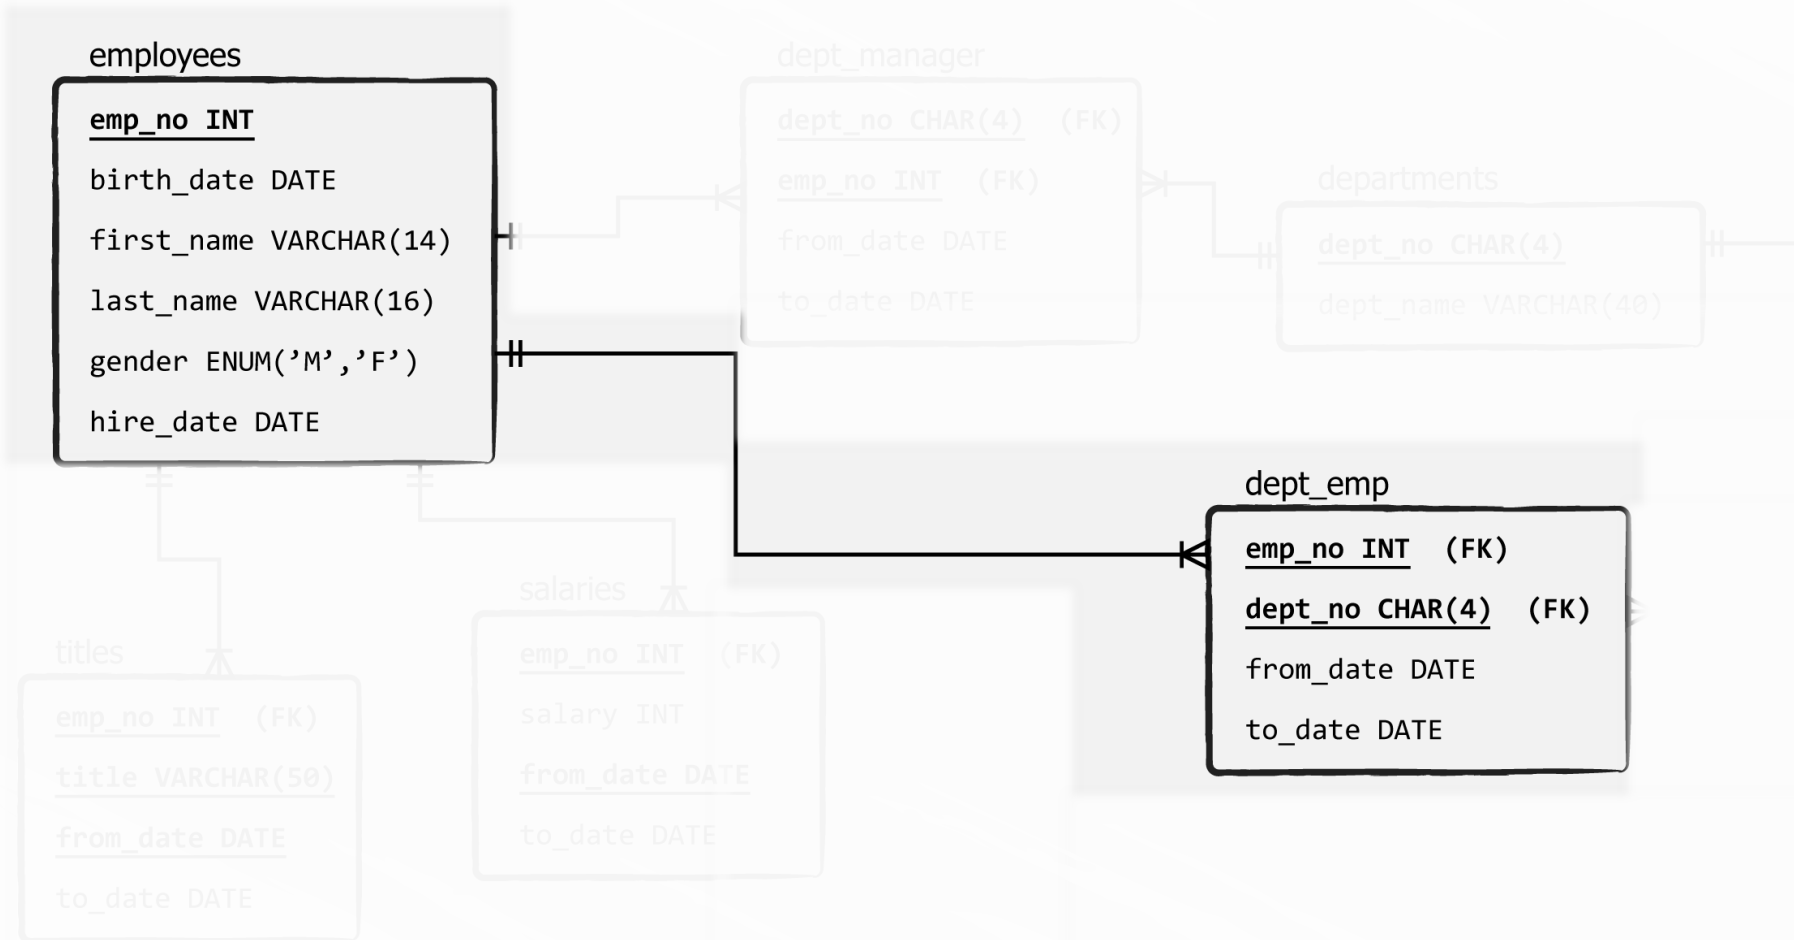 employees
emp_no INT
birth_date DATE
first_name VARCHAR(14)
last_name VARCHAR(16)
gender ENUM(’M’,’F’)
hire_date DATE
dept_manager
dept_no CHAR(4) (FK)
emp_no INT (FK)
from_date DATE
to_date DATE
departments
dept_no CHAR(4)
dept_name VARCHAR(40)
dept_emp
emp_no INT (FK)
dept_no CHAR(4) (FK)
from_date DATE
to_date DATE
salaries
emp_no INT (FK)
salary INT
from_date DATE
to_date DATE
titles
emp_no INT (FK)
title VARCHAR(50)
from_date DATE
to_date DATE